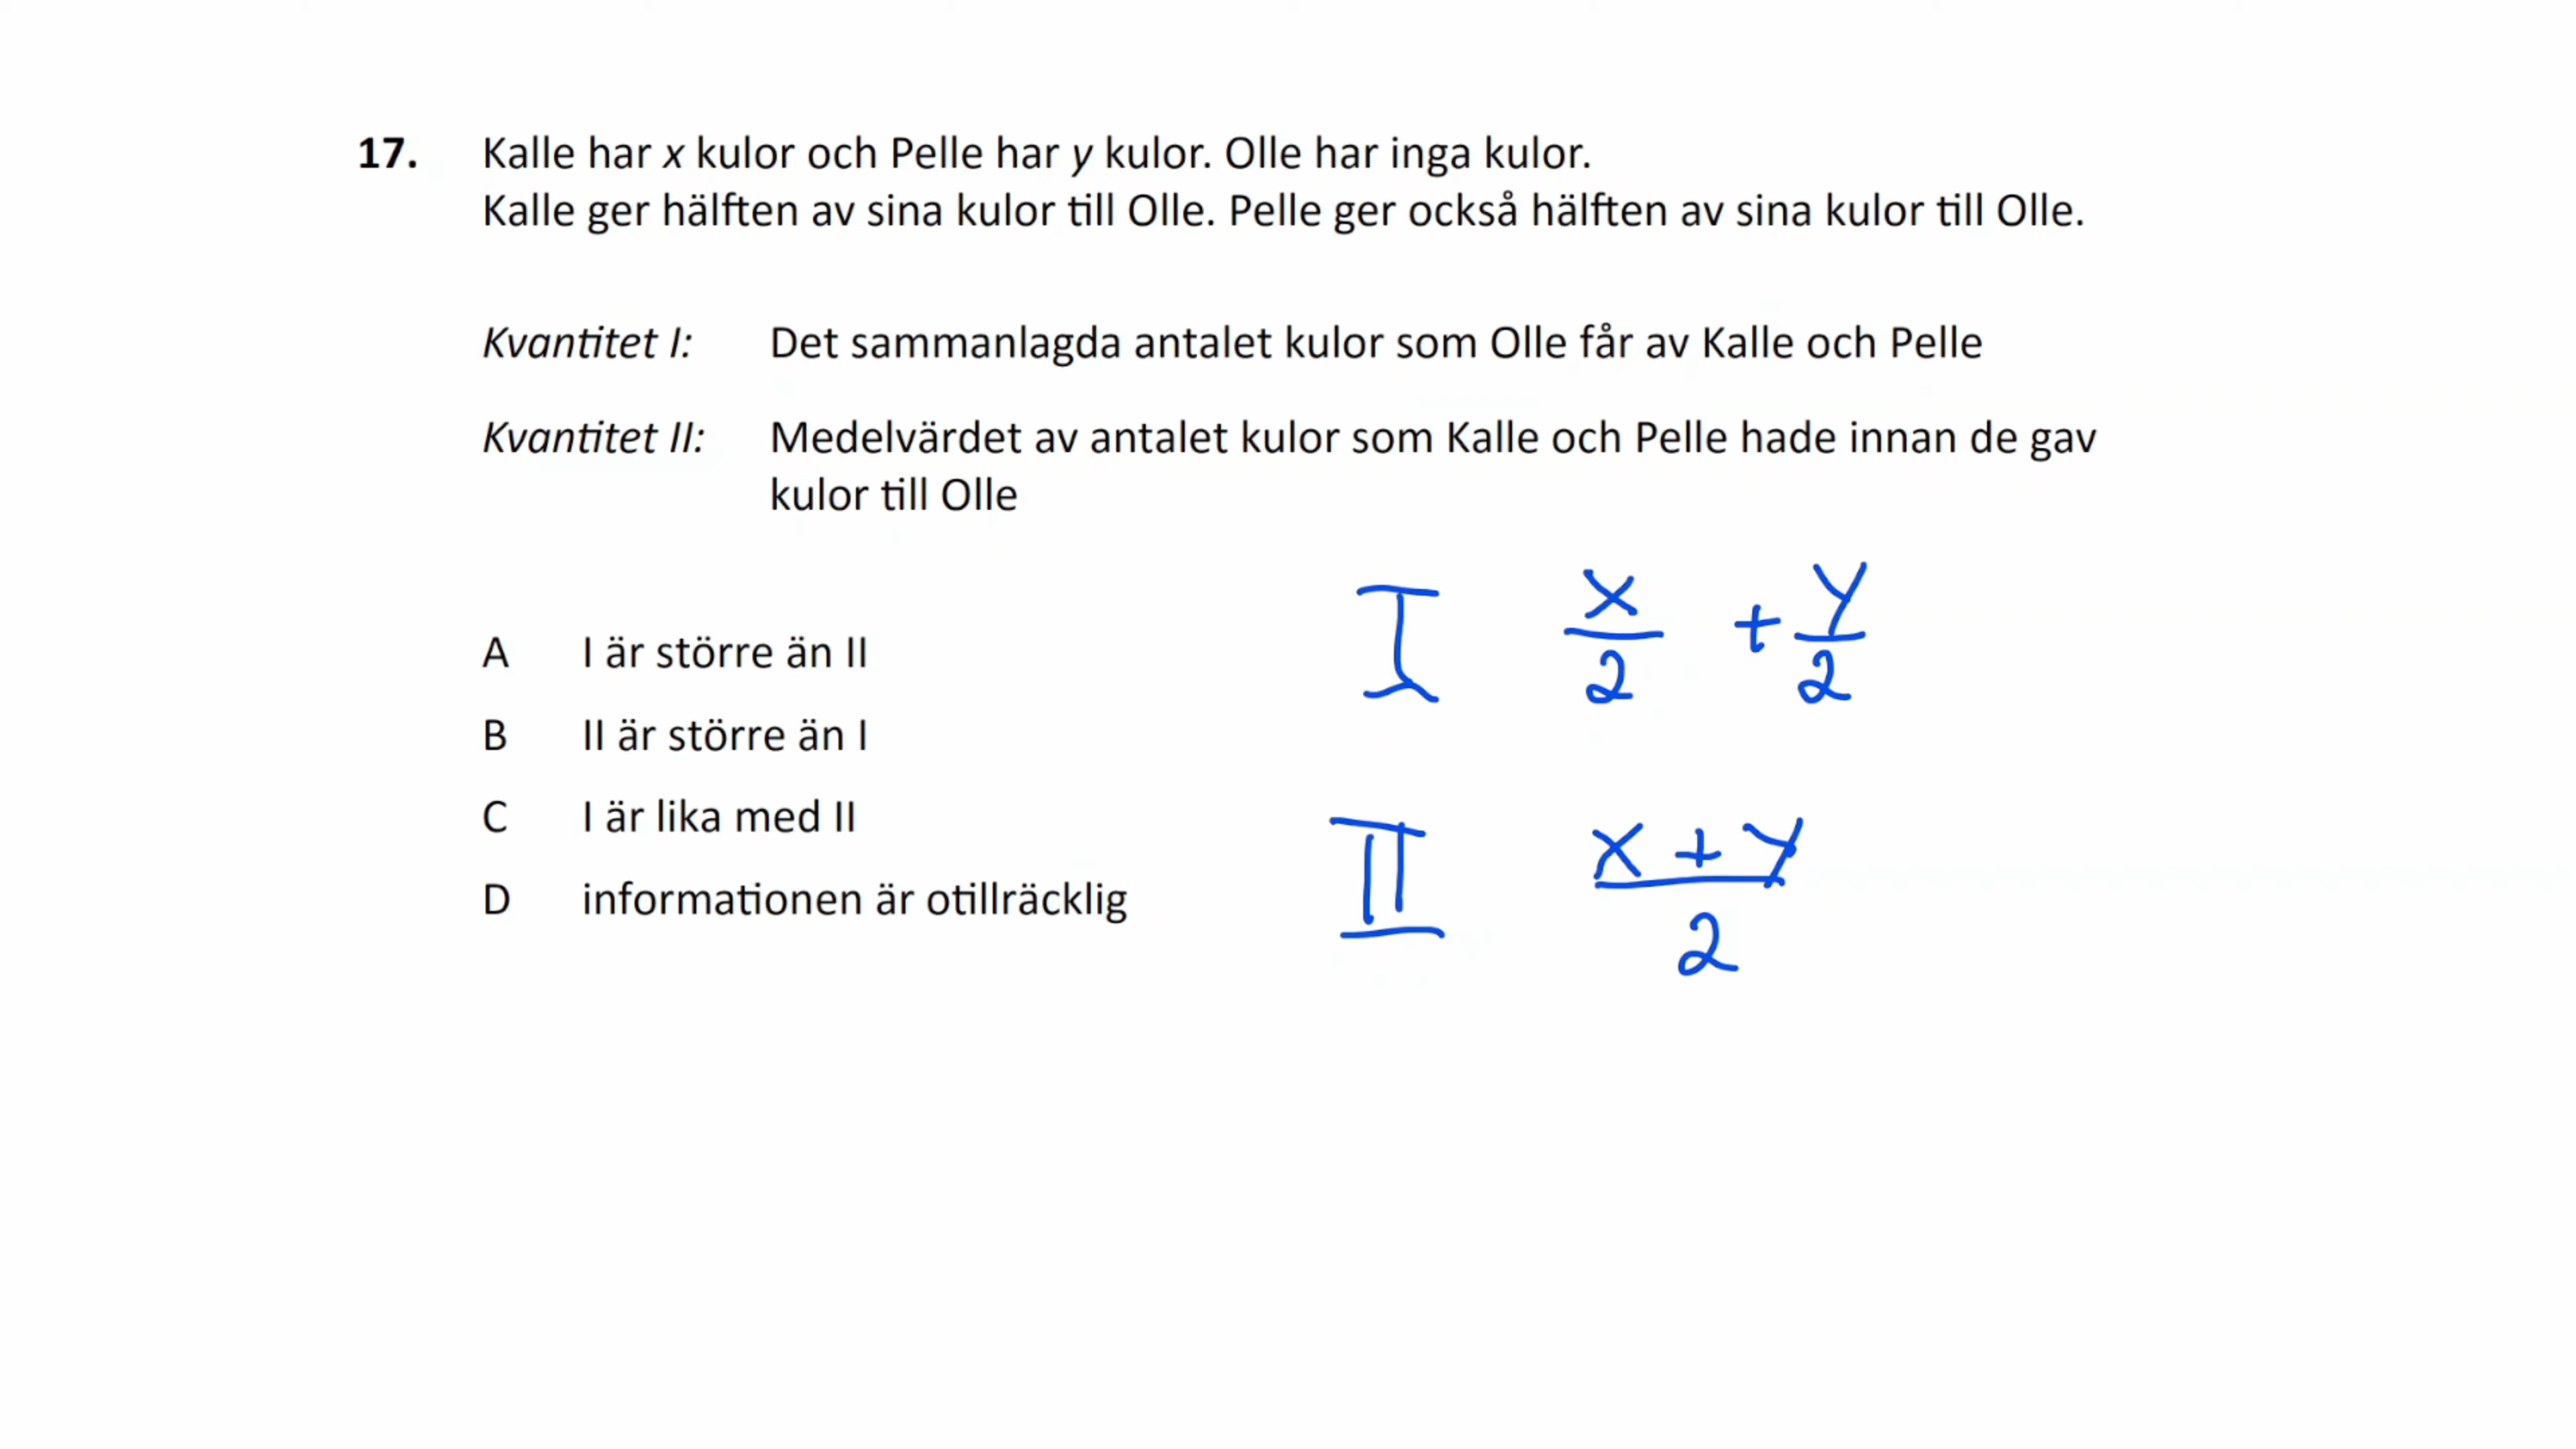 17. Kalle har x kulor och Pelle har y kulor. Olle har inga kulor.
Kalle ger hälften av sina kulor till Olle. Pelle ger också hälften av sina kulor till Olle.
Kvantitet I: Det sammanlagda antalet kulor som Olle får av Kalle och Pelle
Kvantitet II: Medelvärdet av antalet kulor som Kalle och Pelle hade innan de gav
kulor till Olle
A I är större än II
B II är större än I
C I är lika med II
D informationen är otillräcklig
I x/2 + y/2
II x + y/2